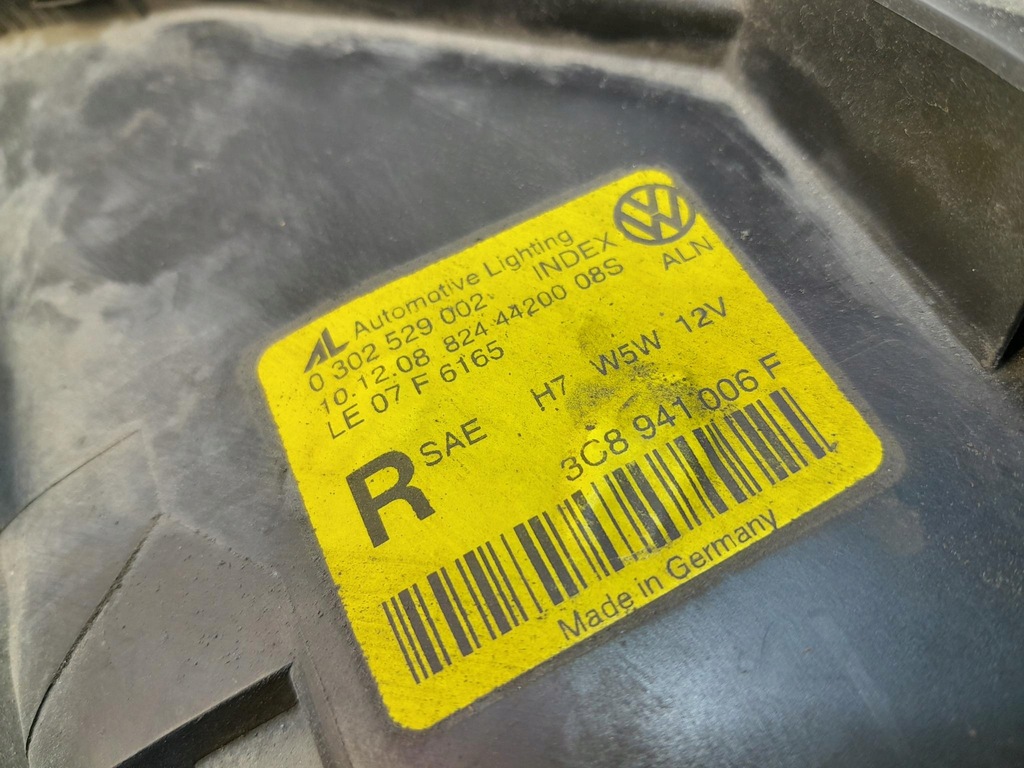 AL Automotive Lighting
0 302 529 002 INDEX
10.12.08 824 44200 08S ALN
LE 07 F 6165
R SAE H7 W5W 12V
3C8 941 006 F
Made in Germany
VW